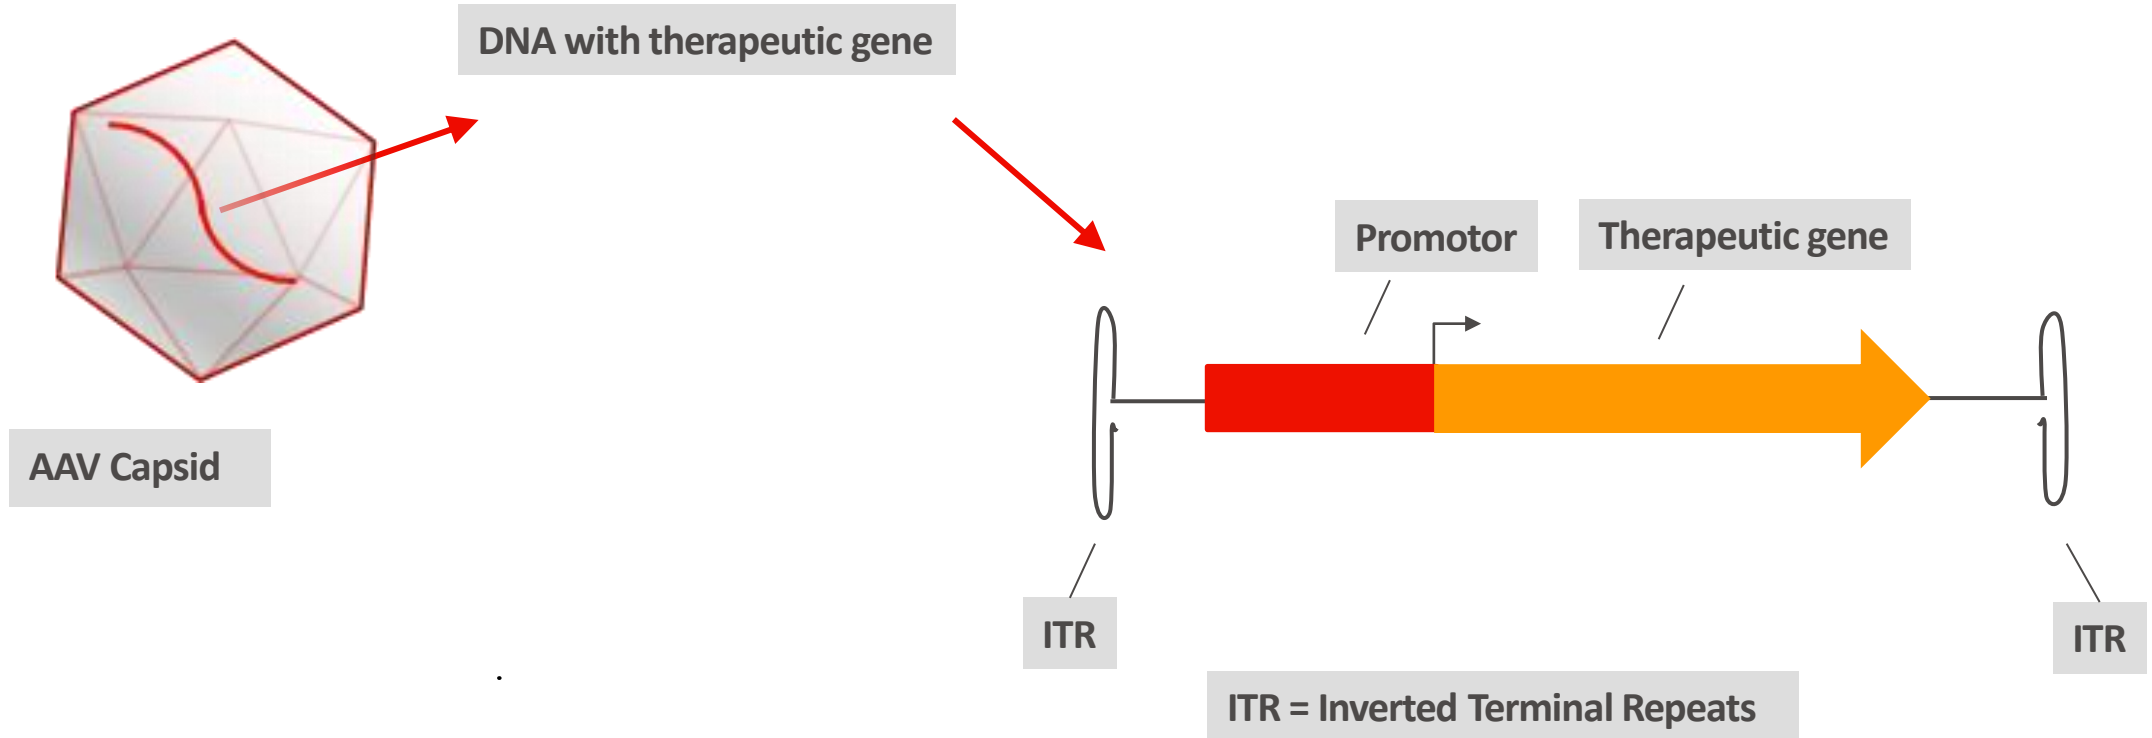 DNA with therapeutic gene
Promotor
Therapeutic gene
AAV Capsid
ITR
ITR
.
ITR = Inverted Terminal Repeats